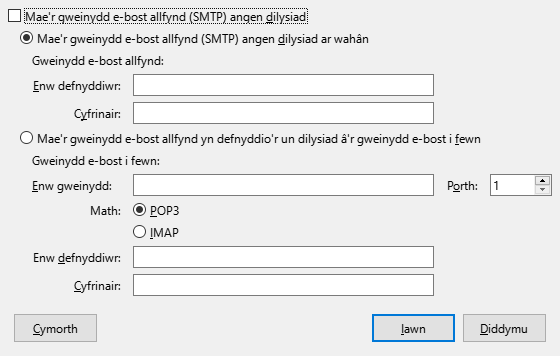 Mae'r gweinydd e-bost allfynd (SMTP) angen dilysiad
Mae'r gweinydd e-bost allfynd (SMTP) angen dilysiad ar wahân
Gweinydd e-bost allfynd:
Enw defnyddiwr:
Cyfrinair:
Mae'r gweinydd e-bost allfynd yn defnyddio'r un dilysiad â'r gweinydd e-bost i fewn
Gweinydd e-bost i fewn:
Enw gweinydd: Porth: 1
Math: POP3
IMAP
Enw defnyddiwr:
Cyfrinair:
Cymorth Iawn Diddymu